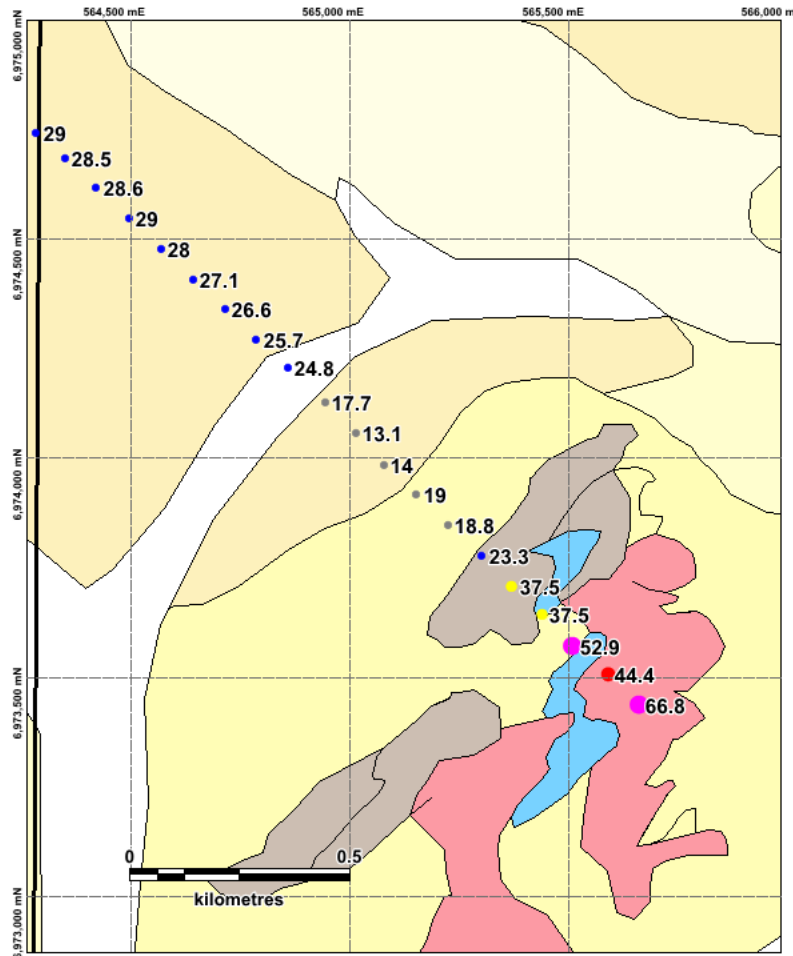 564,500 mE
565,000 mE
565,500 mE
566,000 m
6,975,000 mN
29
28.5
28.6
29
6,974,500 mN
28
27.1
26.6
25.7
24.8
17.7
13.1
6,974,000 mN
14
19
18.8
23.3
37.5
37.5
52.9
6,973,500 mN
44.4
66.8
0
0.5
kilometres
6,973,000 mN